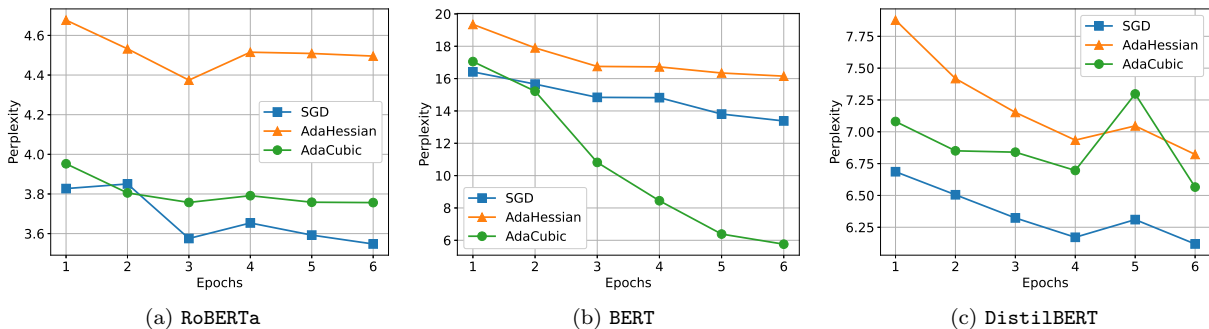 4.6
4.4
4.2
4.0
3.8
3.6
Perplexity
SGD
AdaHessian
AdaCubic
1 2 3 4 5 6
Epochs
(a) RoBERTa
20
18
16
14
12
10
8
6
Perplexity
SGD
AdaHessian
AdaCubic
1 2 3 4 5 6
Epochs
(b) BERT
7.75
7.50
7.25
7.00
6.75
6.50
6.25
Perplexity
SGD
AdaHessian
AdaCubic
1 2 3 4 5 6
Epochs
(c) DistilBERT